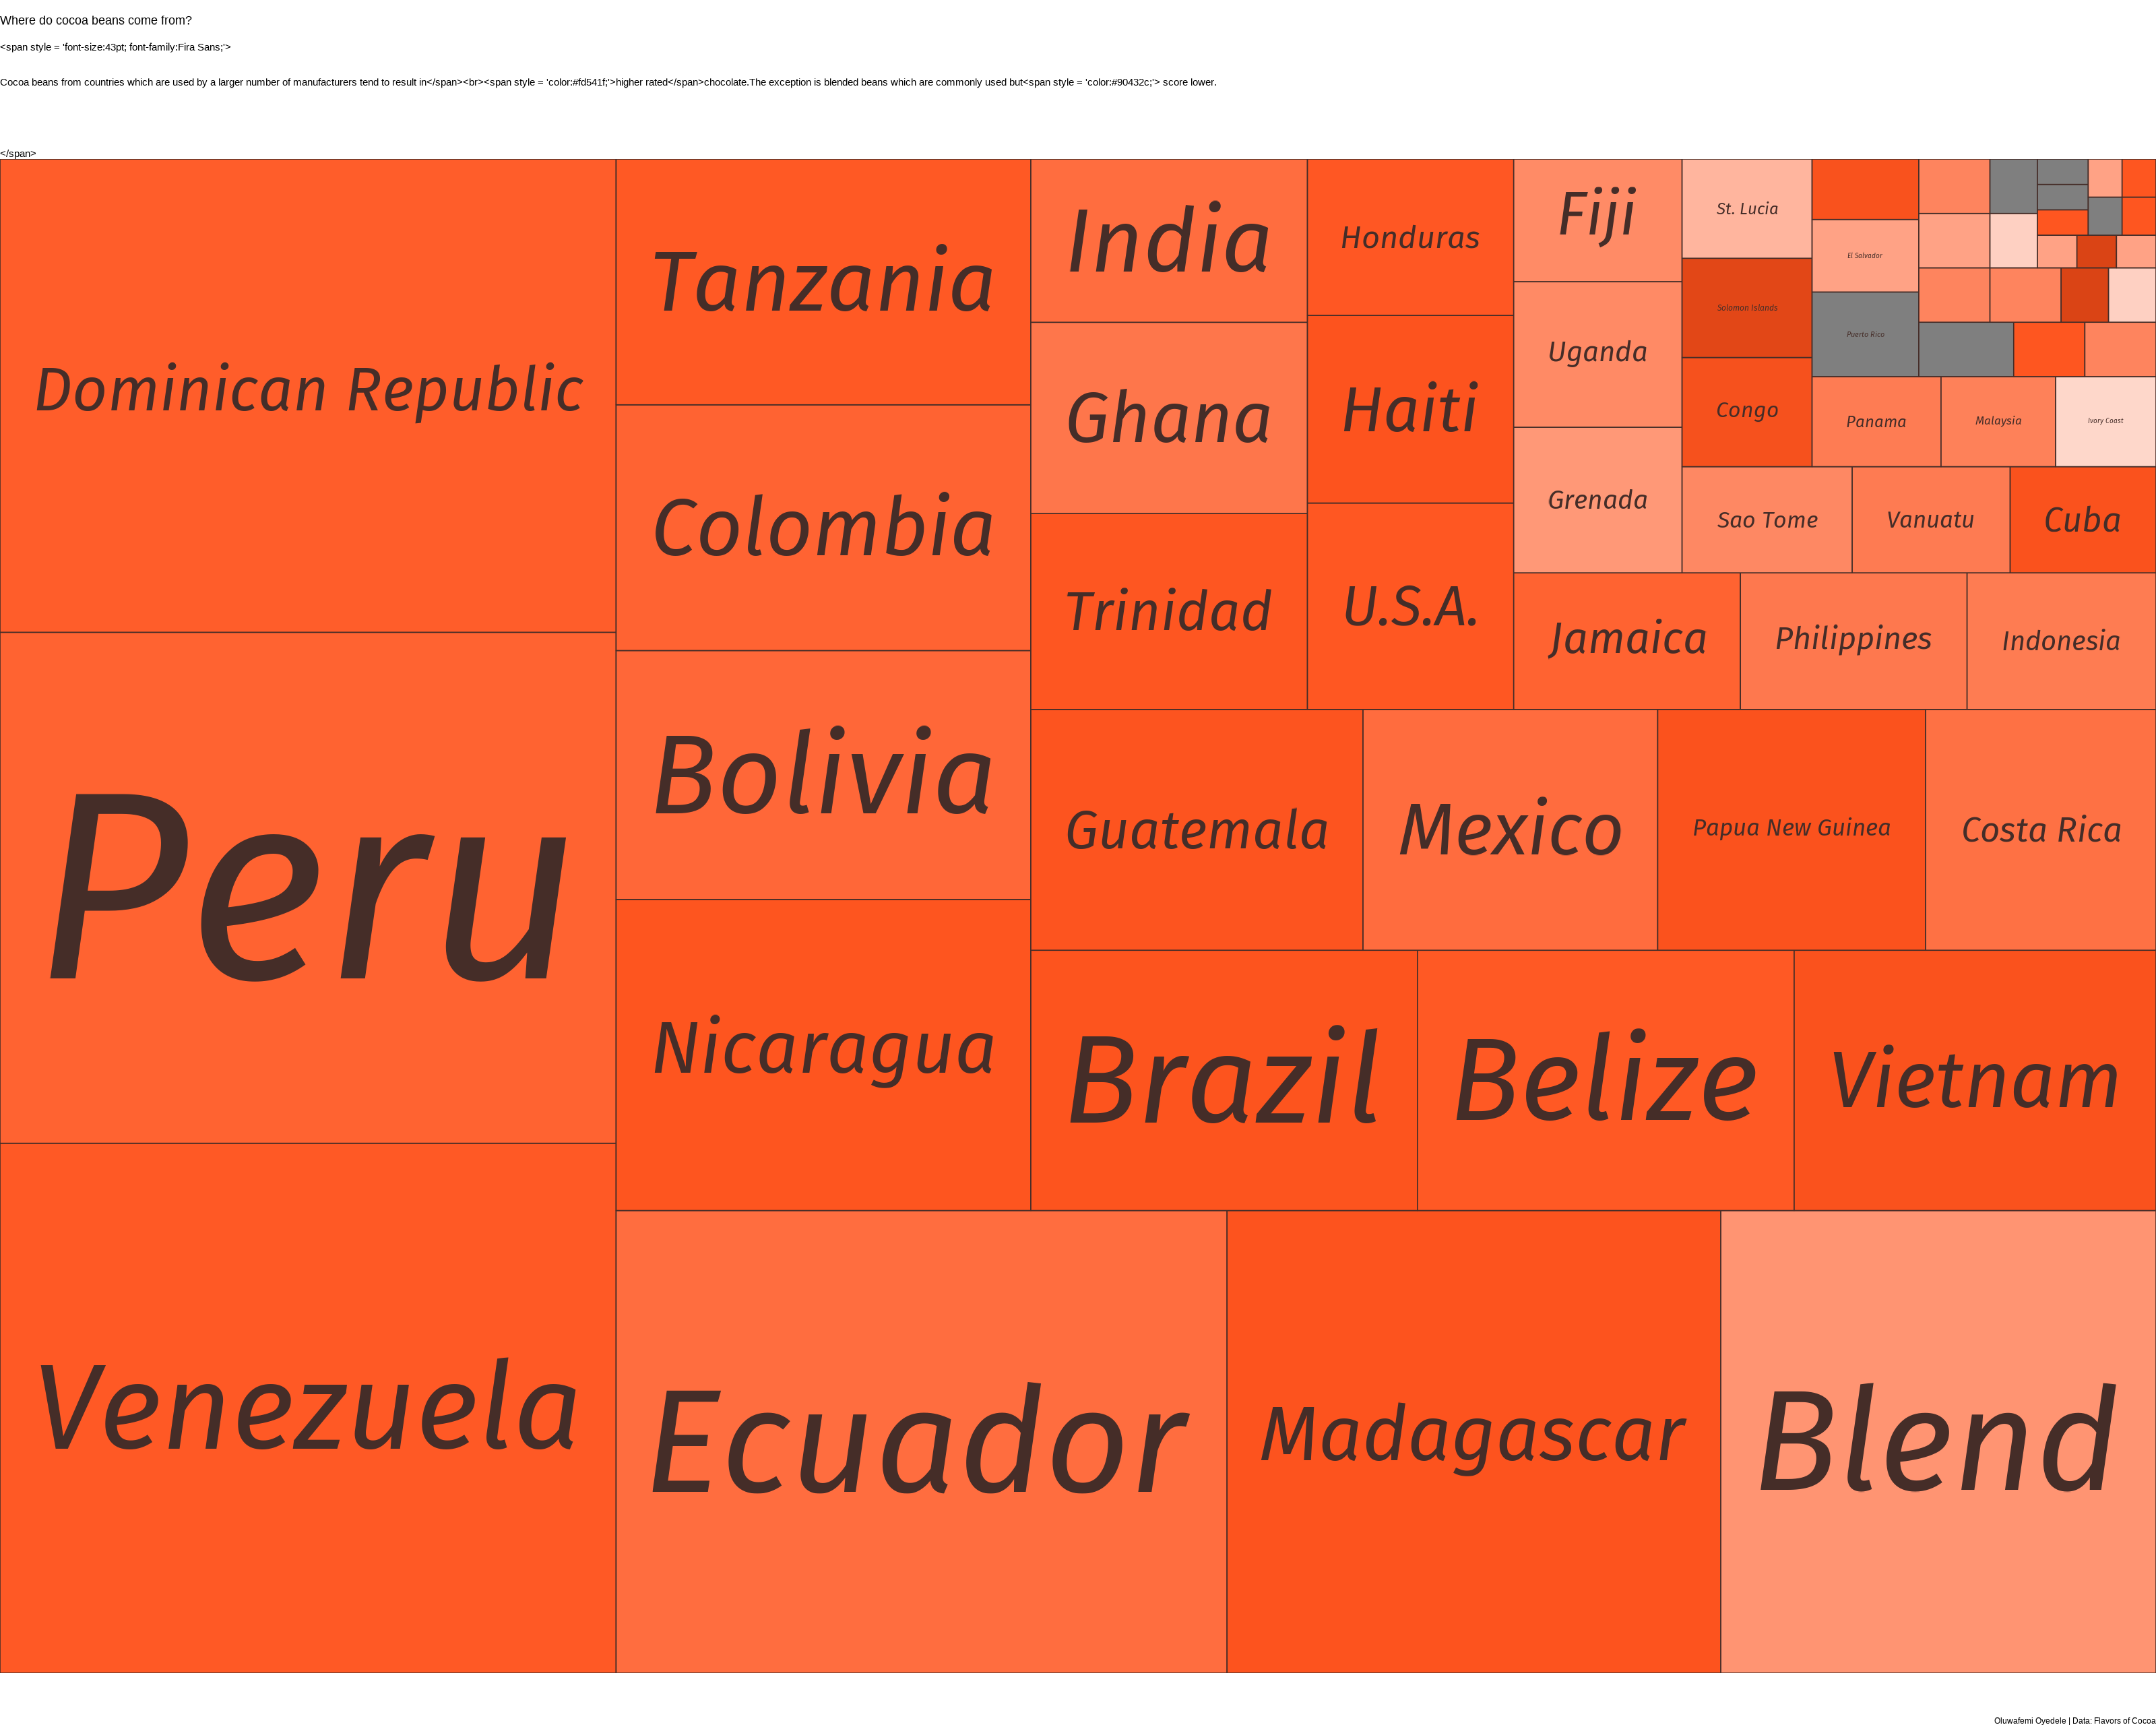 Where do cocoa beans come from?
<span style = 'font-size:43pt; font-family:Fira Sans;'>
Cocoa beans from countries which are used by a larger number of manufacturers tend to result in</span><br><span style = 'color:#fd541f;'>higher rated</span>chocolate.The exception is blended beans which are commonly used but<span style = 'color:#90432c;'> score lower.
</span>
Dominican Republic
Peru
Venezuela
Tanzania
Colombia
Bolivia
Nicaragua
Ecuador
Madagascar
Blend
India
Ghana
Trinidad
Honduras
Haiti
U.S.A.
Guatemala
Mexico
Papua New Guinea
Costa Rica
Brazil
Belize
Vietnam
Fiji
Uganda
Grenada
Jamaica
Philippines
Indonesia
St. Lucia
Solomon Islands
Congo
Sao Tome
Vanuatu
Cuba
El Salvador
Puerto Rico
Panama
Malaysia
Ivory Coast
Oluwafemi Oyedele | Data: Flavors of Cocoa